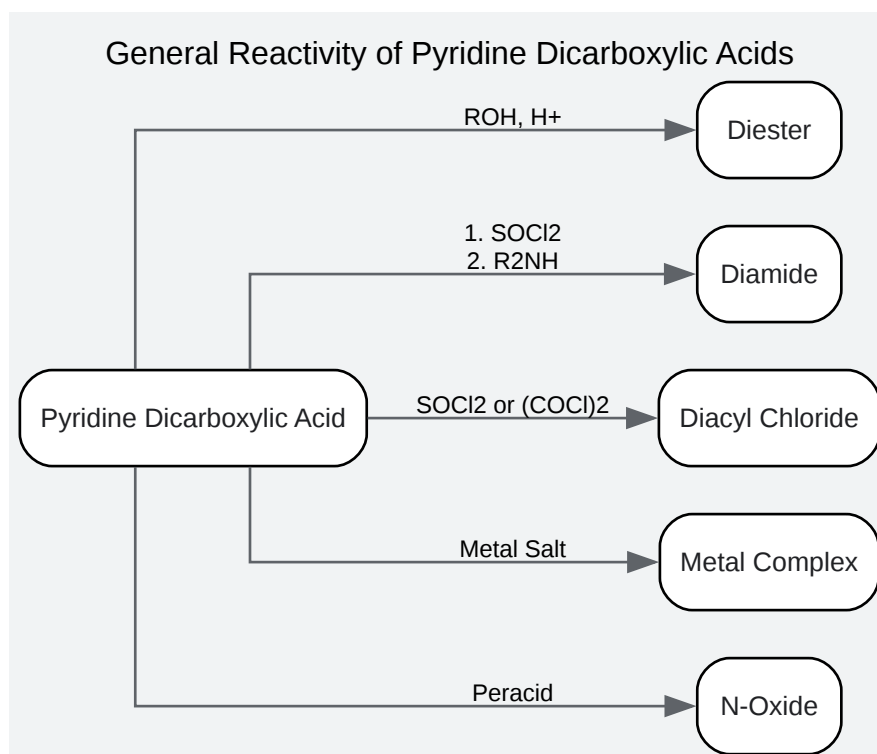 General Reactivity of Pyridine Dicarboxylic Acids
ROH, H+
Diester
1. SOCl2
2. R2NH
Diamide
Pyridine Dicarboxylic Acid
SOCl2 or (COCl)2
Diacyl Chloride
Metal Salt
Metal Complex
Peracid
N-Oxide